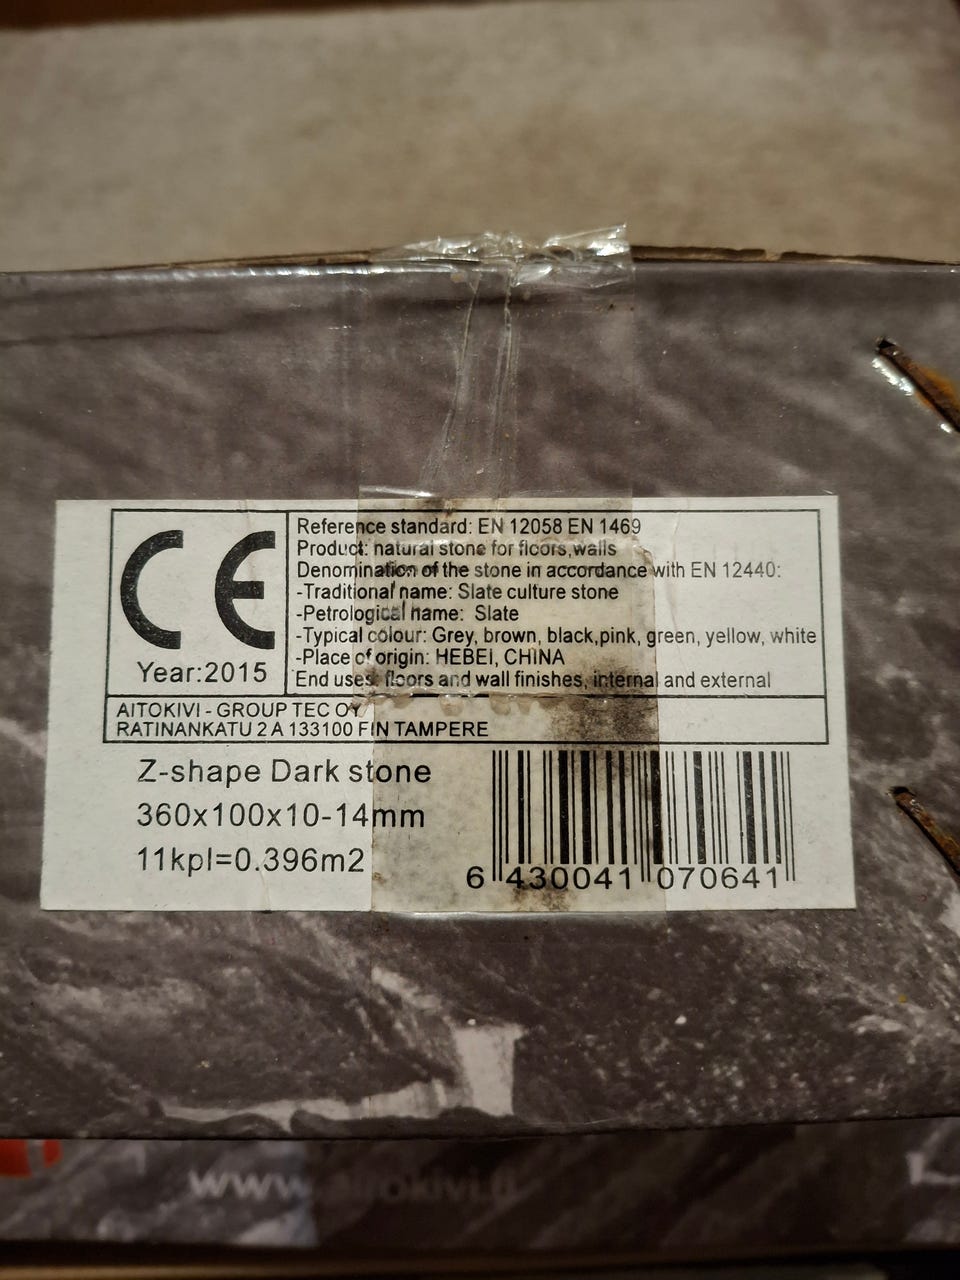 CE
Year:2015
Reference standard: EN 12058 EN 1469
Product: natural stone for floors,walls
Denomination of the stone in accordance with EN 12440:
-Traditional name: Slate culture stone
-Petrological name: Slate
-Typical colour: Grey, brown, black,pink, green, yellow, white
-Place of origin: HEBEI, CHINA
End uses: floors and wall finishes, internal and external
AITOKIVI - GROUP TEC OY
RATINANKATU 2 A 133100 FIN TAMPERE
Z-shape Dark stone
360x100x10-14mm
11kpl=0.396m2
6 430041 070641
www.aitokivi.fi